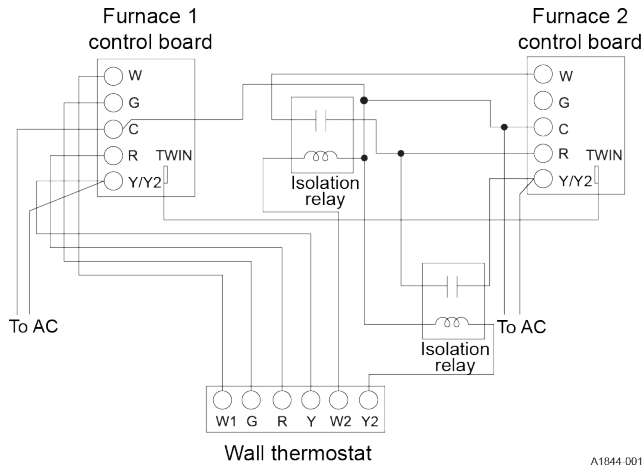 Furnace 1
control board
W
G
C
R
TWIN
Y/Y2
Furnace 2
control board
W
G
C
R
TWIN
Y/Y2
Isolation
relay
Isolation
relay
To AC
To AC
W1 G R Y W2 Y2
Wall thermostat
A1844-001